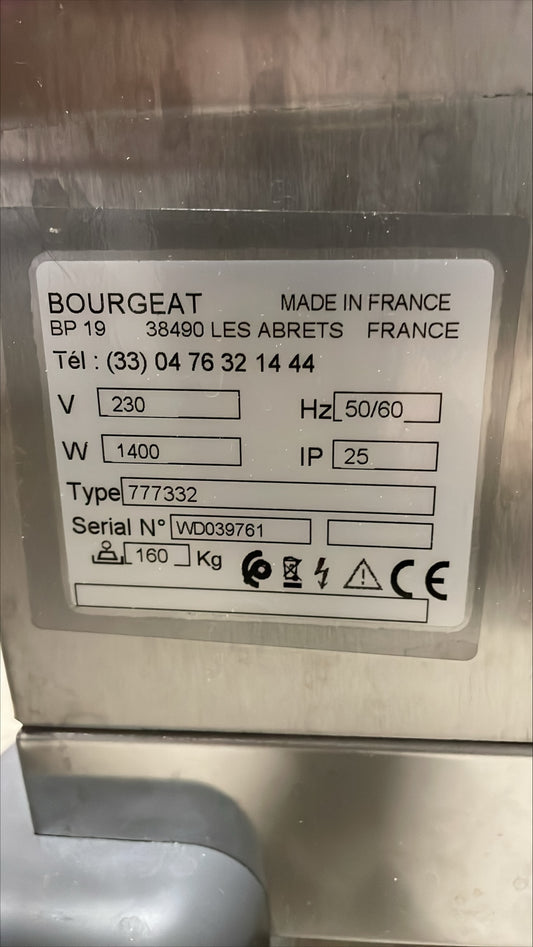 BOURGEAT MADE IN FRANCE
BP 19 38490 LES ABRETS FRANCE
Tél : (33) 04 76 32 14 44
V 230 Hz 50/60
W 1400 IP 25
Type 777332
Serial N° WD039761
160 Kg CE